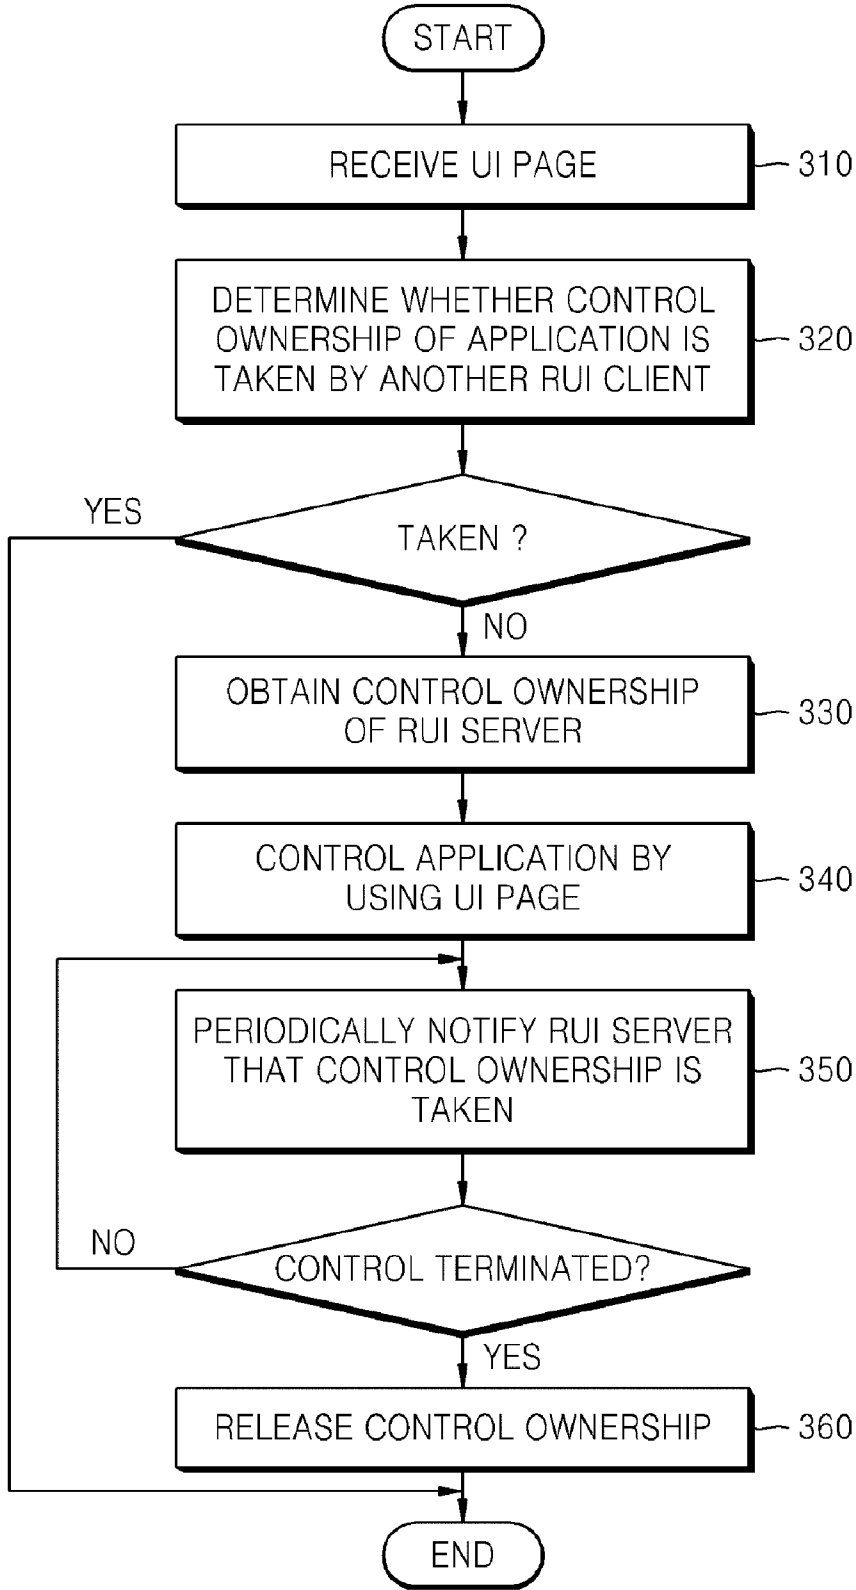 START
RECEIVE UI PAGE
310
DETERMINE WHETHER CONTROL
OWNERSHIP OF APPLICATION IS
TAKEN BY ANOTHER RUI CLIENT
320
YES
TAKEN ?
NO
OBTAIN CONTROL OWNERSHIP
OF RUI SERVER
330
CONTROL APPLICATION BY
USING UI PAGE
340
PERIODICALLY NOTIFY RUI SERVER
THAT CONTROL OWNERSHIP IS
TAKEN
350
NO
CONTROL TERMINATED?
YES
RELEASE CONTROL OWNERSHIP
360
END